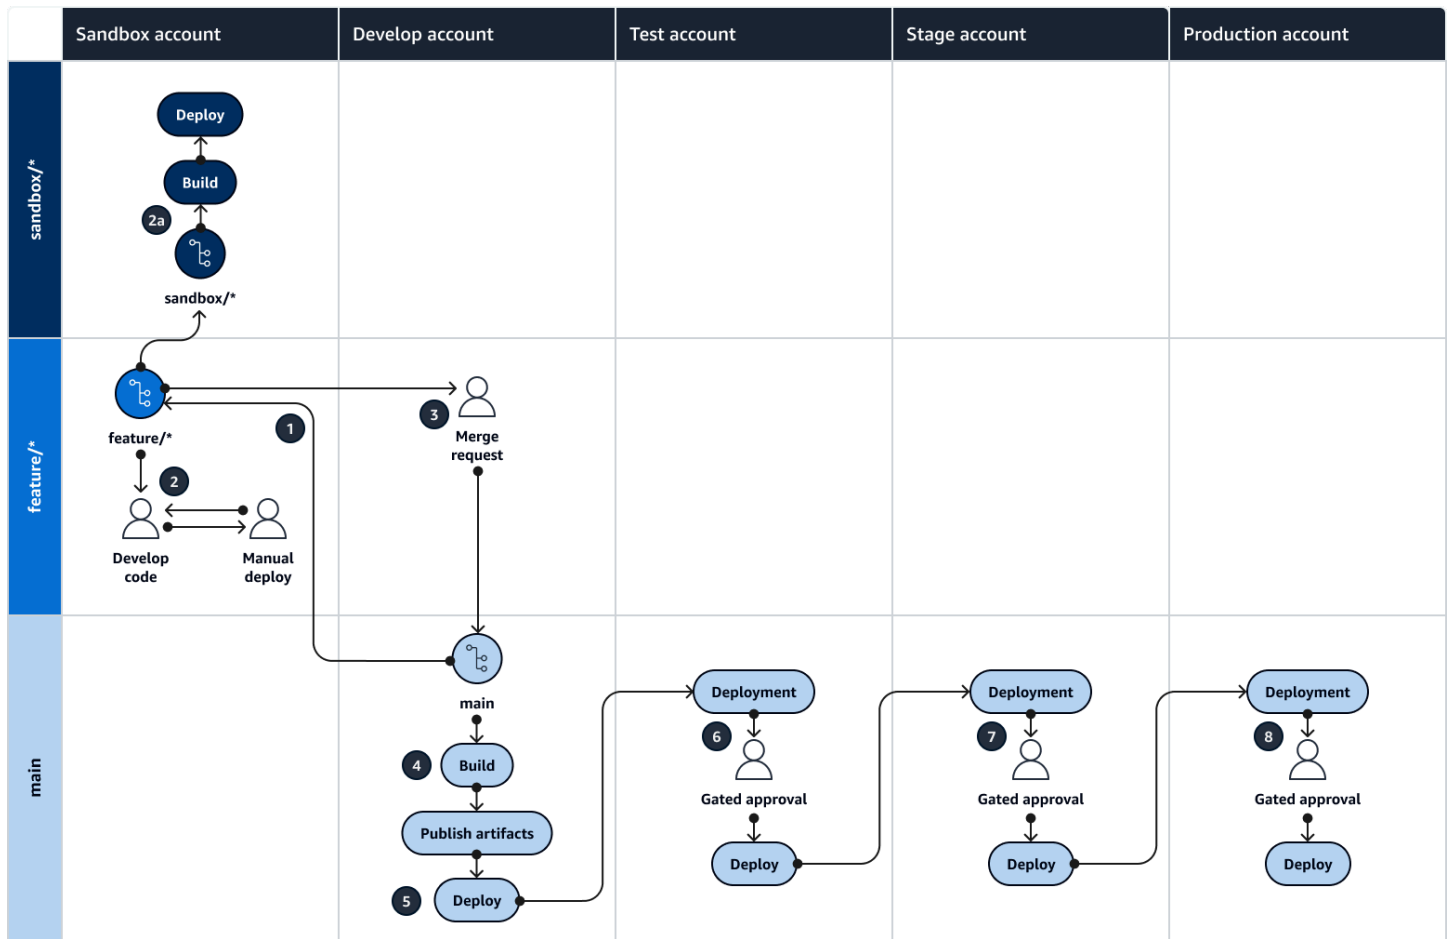 Sandbox account
Develop account
Test account
Stage account
Production account
sandbox/*
Deploy
Build
2a
sandbox/*
feature/*
feature/*
1
3
Merge
request
2
Develop
code
Manual
deploy
main
main
4
Build
Publish artifacts
5
Deploy
Deployment
6
Gated approval
Deploy
Deployment
7
Gated approval
Deploy
Deployment
8
Gated approval
Deploy